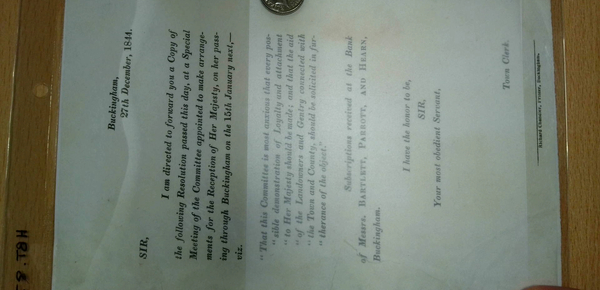 Buckingham,
27th December, 1844.
SIR,
I am directed to forward you a Copy of
the following Resolution passed this day, at a Special
Meeting of the Committee appointed to make arrange-
ments for the Reception of Her Majesty, on her pass-
ing through Buckingham on the 15th January next,—
viz.
"That this Committee is most anxious that every pos-
"sible demonstration of Loyalty and attachment
"to Her Majesty should be made; and that the aid
"of the Landowners and Gentry connected with
"the Town and County, should be solicited in fur-
"therance of the object."
Subscriptions received at the Bank
of Messrs. BARTLETT, PARROTT, AND HEARN,
Buckingham.
I have the honor to be,
SIR,
Your most obedient Servant,
Town Clerk.
Richard Chandler, Printer, Buckingham.